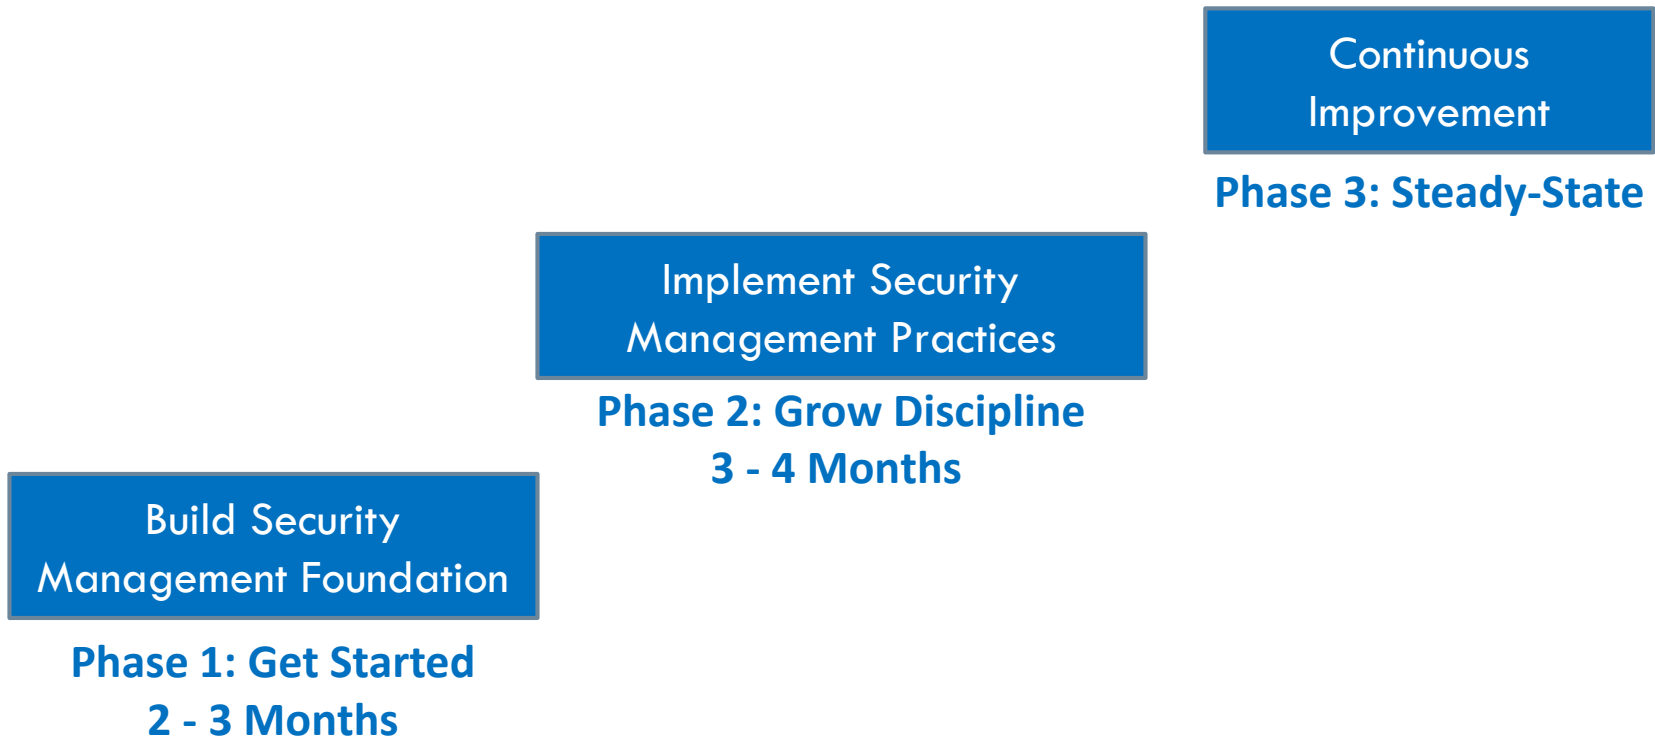 Continuous
Improvement
Phase 3: Steady-State
Implement Security
Management Practices
Phase 2: Grow Discipline
3 - 4 Months
Build Security
Management Foundation
Phase 1: Get Started
2 - 3 Months